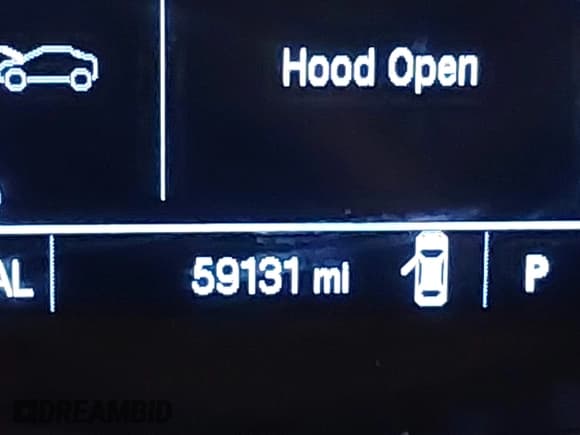 Hood Open
AL
59131 mi
P
DREAMBID